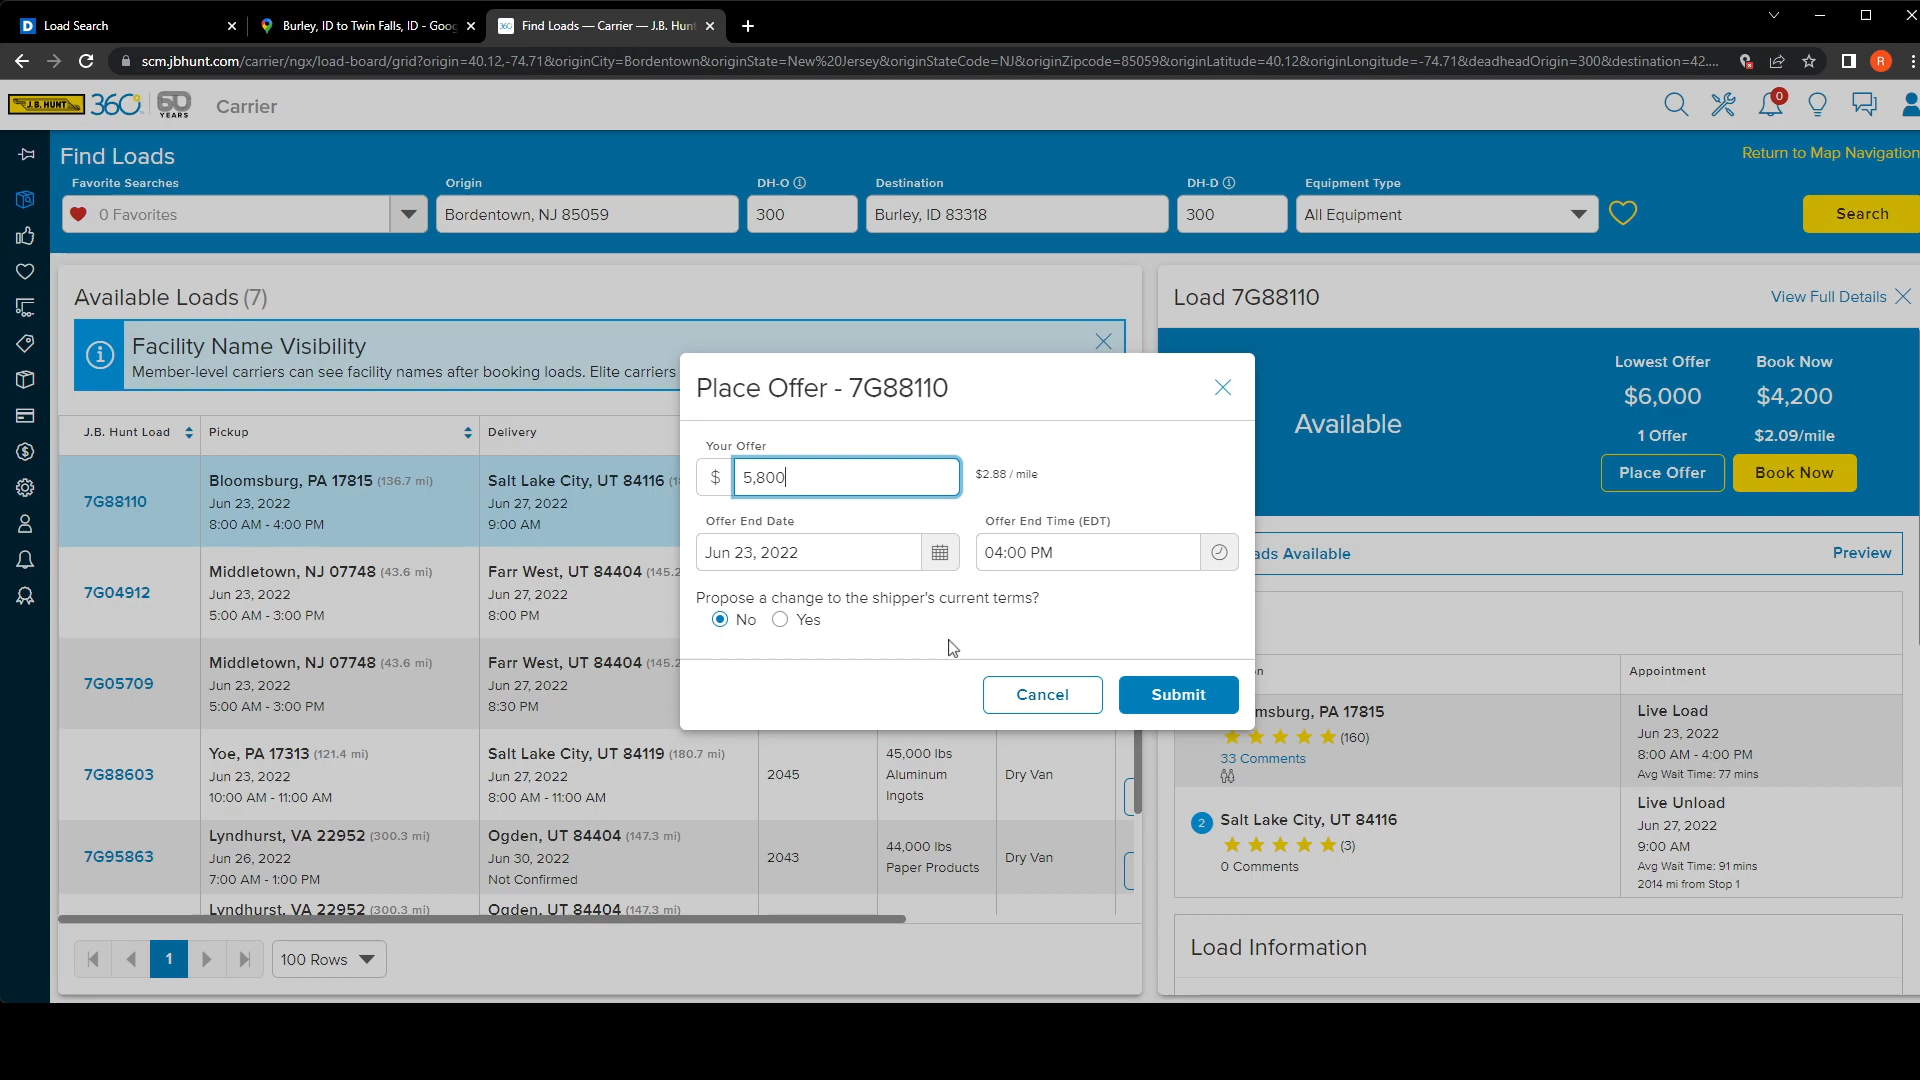 Load Search
Burley, ID to Twin Falls, ID - Goog
Find Loads — Carrier — J.B. Hunt
scm.jbhunt.com/carrier/ngx/load-board/grid?origin=40.12,-74.71&originCity=Bordentown&originState=New%20Jersey&originStateCode=NJ&originZipcode=85059&originLatitude=40.12&originLongitude=-74.71&deadheadOrigin=300&destination=42....
R
J.B. HUNT 360° 60 YEARS Carrier
0
Find Loads
Return to Map Navigation
Favorite Searches Origin DH-O Destination DH-D Equipment Type
0 Favorites Bordentown, NJ 85059 300 Burley, ID 83318 300 All Equipment Search
Available Loads (7)
Facility Name Visibility
Member-level carriers can see facility names after booking loads. Elite carriers
J.B. Hunt Load Pickup Delivery
7G88110
Bloomsburg, PA 17815 (136.7 mi)
Jun 23, 2022
8:00 AM - 4:00 PM
Salt Lake City, UT 84116
Jun 27, 2022
9:00 AM
7G04912
Middletown, NJ 07748 (43.6 mi)
Jun 23, 2022
5:00 AM - 3:00 PM
Farr West, UT 84404 (145.2
Jun 27, 2022
8:00 PM
7G05709
Middletown, NJ 07748 (43.6 mi)
Jun 23, 2022
5:00 AM - 3:00 PM
Farr West, UT 84404 (145.2
Jun 27, 2022
8:30 PM
7G88603
Yoe, PA 17313 (121.4 mi)
Jun 23, 2022
10:00 AM - 11:00 AM
Salt Lake City, UT 84119 (180.7 mi)
Jun 27, 2022
8:00 AM - 11:00 AM
2045
45,000 lbs
Aluminum
Ingots
Dry Van
7G95863
Lyndhurst, VA 22952 (300.3 mi)
Jun 26, 2022
7:00 AM - 1:00 PM
Ogden, UT 84404 (147.3 mi)
Jun 30, 2022
Not Confirmed
2043
44,000 lbs
Paper Products
Dry Van
Lyndhurst, VA 22952 (300.3 mi)
Ogden, UT 84404 (147.3 mi)
1
100 Rows
Place Offer - 7G88110
Your Offer
$ 5,800 $2.88 / mile
Offer End Date Offer End Time (EDT)
Jun 23, 2022 04:00 PM
Propose a change to the shipper's current terms?
No Yes
Cancel Submit
Load 7G88110
View Full Details
Available
Lowest Offer Book Now
$6,000 $4,200
1 Offer $2.09/mile
Place Offer Book Now
ads Available
Preview
Appointment
msburg, PA 17815
(160)
33 Comments
Live Load
Jun 23, 2022
8:00 AM - 4:00 PM
Avg Wait Time: 77 mins
2
Salt Lake City, UT 84116
(3)
0 Comments
Live Unload
Jun 27, 2022
9:00 AM
Avg Wait Time: 91 mins
2014 mi from Stop 1
Load Information